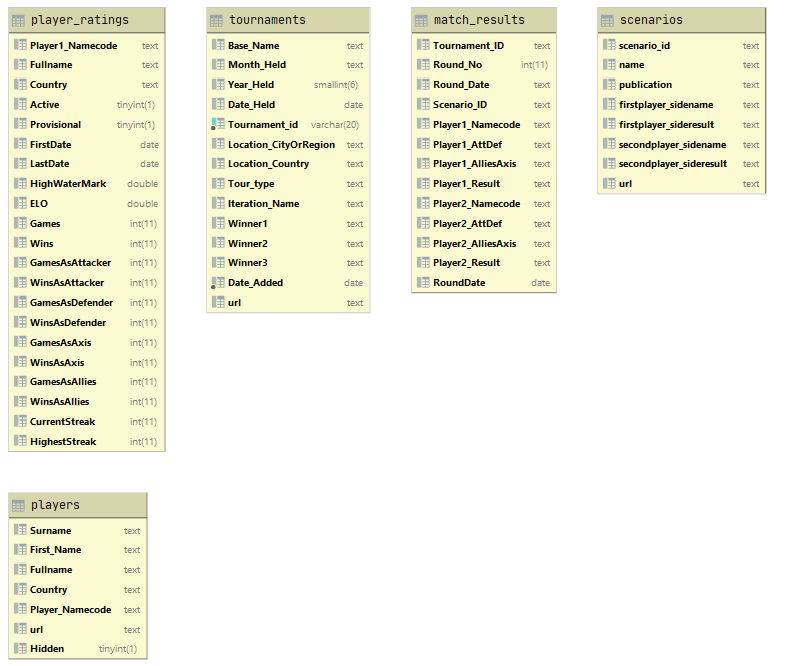 player_ratings
Player1_Namecode text
Fullname text
Country text
Active tinyint(1)
Provisional tinyint(1)
FirstDate date
LastDate date
HighWaterMark double
ELO double
Games int(11)
Wins int(11)
GamesAsAttacker int(11)
WinsAsAttacker int(11)
GamesAsDefender int(11)
WinsAsDefender int(11)
GamesAsAxis int(11)
WinsAsAxis int(11)
GamesAsAllies int(11)
WinsAsAllies int(11)
CurrentStreak int(11)
HighestStreak int(11)
tournaments
Base_Name text
Month_Held text
Year_Held smallint(6)
Date_Held date
Tournament_id varchar(20)
Location_CityOrRegion text
Location_Country text
Tour_type text
Iteration_Name text
Winner1 text
Winner2 text
Winner3 text
Date_Added date
url text
match_results
Tournament_ID text
Round_No int(11)
Round_Date text
Scenario_ID text
Player1_Namecode text
Player1_AttDef text
Player1_AlliesAxis text
Player1_Result text
Player2_Namecode text
Player2_AttDef text
Player2_AlliesAxis text
Player2_Result text
RoundDate date
scenarios
scenario_id text
name text
publication text
firstplayer_sidename text
firstplayer_sideresult text
secondplayer_sidename text
secondplayer_sideresult text
url text
players
Surname text
First_Name text
Fullname text
Country text
Player_Namecode text
url text
Hidden tinyint(1)